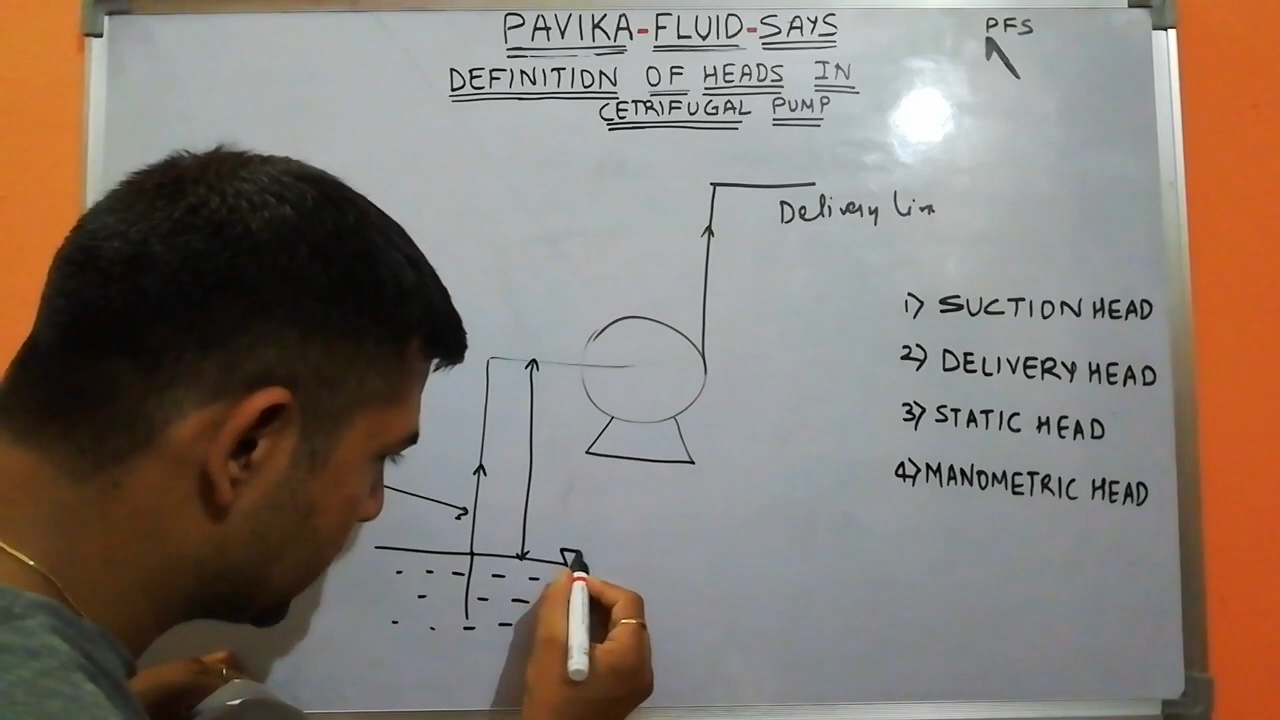 PAVIKA-FLUID-SAYS
PFS
DEFINITION OF HEADS IN
CETRIFUGAL PUMP
Delivery Line
1) SUCTION HEAD
2) DELIVERY HEAD
3) STATIC HEAD
4) MANOMETRIC HEAD